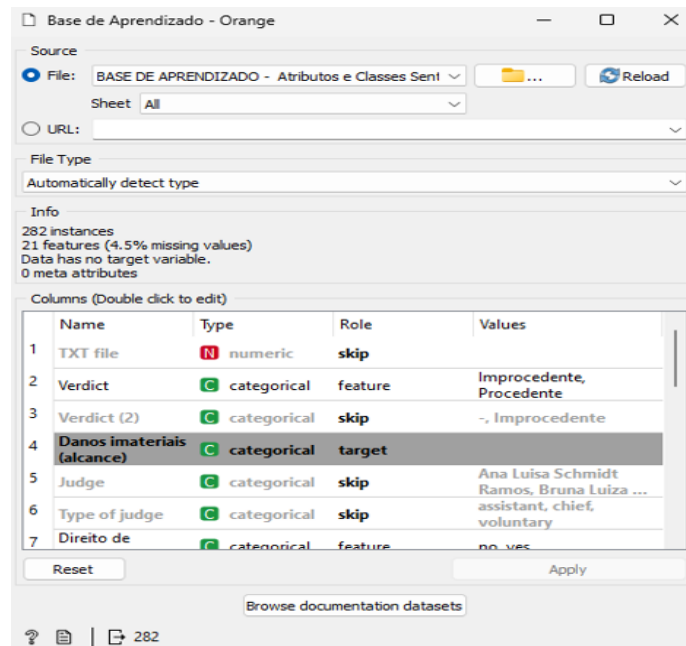 Base de Aprendizado - Orange
Source
File: BASE DE APRENDIZADO - Atributos e Classes Sent ... Reload
Sheet All
URL:
File Type
Automatically detect type
Info
282 instances
21 features (4.5% missing values)
Data has no target variable.
0 meta attributes
Columns (Double click to edit)
Name Type Role Values
1 TXT file N numeric skip
2 Verdict C categorical feature Improcedente,
Procedente
3 Verdict (2) C categorical skip -, Improcedente
4 Danos imateriais
(alcance) C categorical target
5 Judge C categorical skip Ana Luisa Schmidt
Ramos, Bruna Luiza ...
6 Type of judge C categorical skip assistant, chief,
voluntary
7 Direito de
C categorical feature no, yes
Reset Apply
Browse documentation datasets
? 282